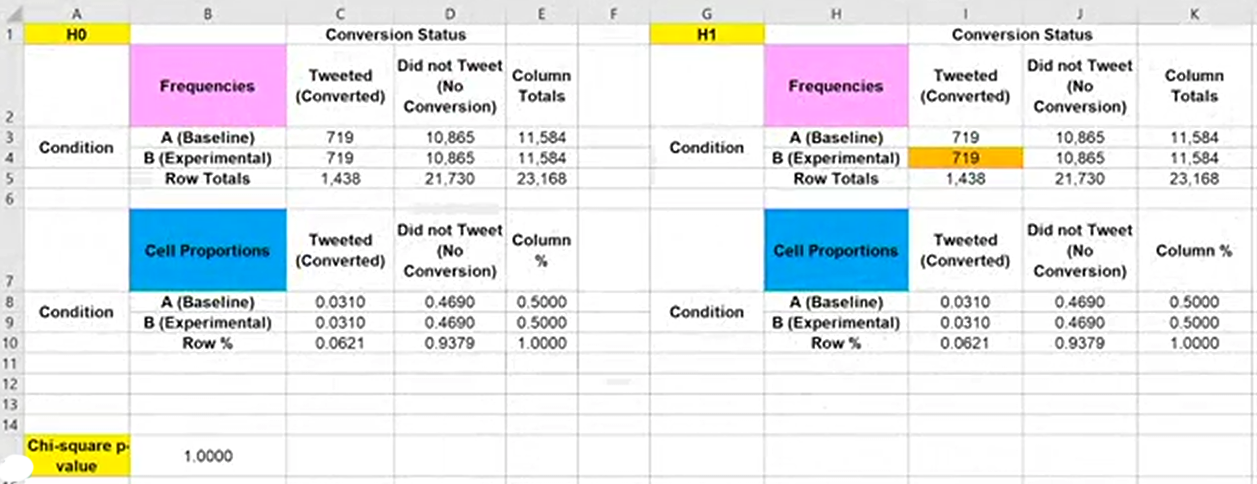 A B C D E F G H I J K
1 H0 Conversion Status H1 Conversion Status
2 Frequencies Tweeted (Converted) Did not Tweet (No Conversion) Column Totals Frequencies Tweeted (Converted) Did not Tweet (No Conversion) Column Totals
3 Condition A (Baseline) 719 10,865 11,584 Condition A (Baseline) 719 10,865 11,584
4 B (Experimental) 719 10,865 11,584 B (Experimental) 719 10,865 11,584
5 Row Totals 1,438 21,730 23,168 Row Totals 1,438 21,730 23,168
6
7 Cell Proportions Tweeted (Converted) Did not Tweet (No Conversion) Column % Cell Proportions Tweeted (Converted) Did not Tweet (No Conversion) Column %
8 Condition A (Baseline) 0.0310 0.4690 0.5000 Condition A (Baseline) 0.0310 0.4690 0.5000
9 B (Experimental) 0.0310 0.4690 0.5000 B (Experimental) 0.0310 0.4690 0.5000
10 Row % 0.0621 0.9379 1.0000 Row % 0.0621 0.9379 1.0000
11
12
13
14
Chi-square p-value 1.0000